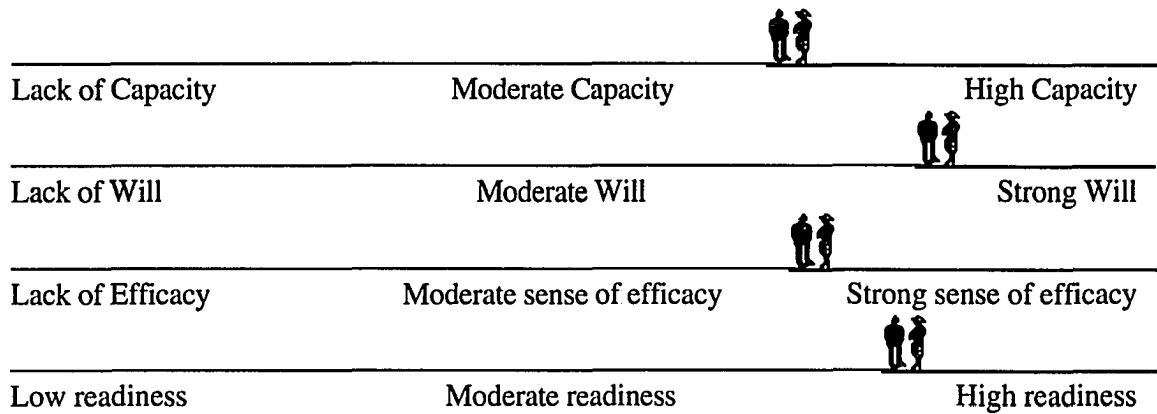 Lack of Capacity Moderate Capacity High Capacity
Lack of Will Moderate Will Strong Will
Lack of Efficacy Moderate sense of efficacy Strong sense of efficacy
Low readiness Moderate readiness High readiness